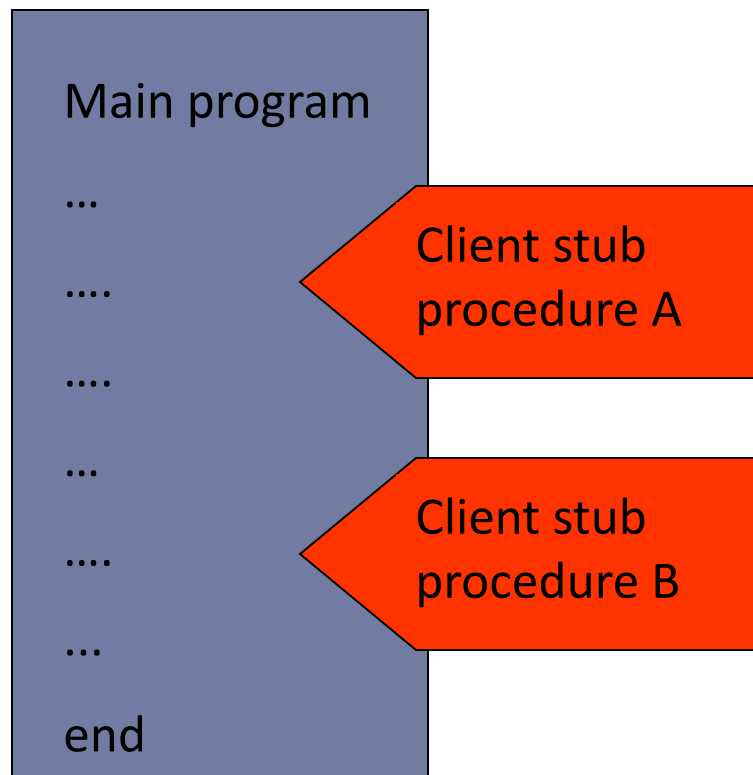 Main program
...
....
....
...
....
...
end
Client stub
procedure A
Client stub
procedure B